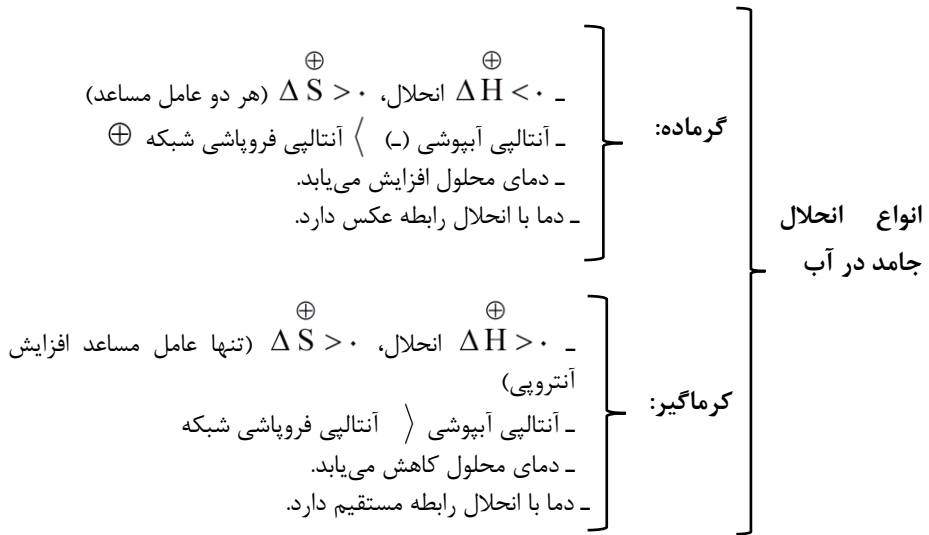 انواع انحلال
جامد در آب
گرماده:
⊕ ⊕
ـ ΔH < ۰ انحلال، ΔS > ۰ (هر دو عامل مساعد)
ـ آنتالپی آبپوشی (ـ) 〉 آنتالپی فروپاشی شبکه ⊕
ـ دمای محلول افزایش می‌یابد.
ـ دما با انحلال رابطه عکس دارد.
کرماگیر:
⊕ ⊕
ـ ΔH > ۰ انحلال، ΔS > ۰ (تنها عامل مساعد افزایش
آنتروپی)
ـ آنتالپی آبپوشی 〈 آنتالپی فروپاشی شبکه
ـ دمای محلول کاهش می‌یابد.
ـ دما با انحلال رابطه مستقیم دارد.